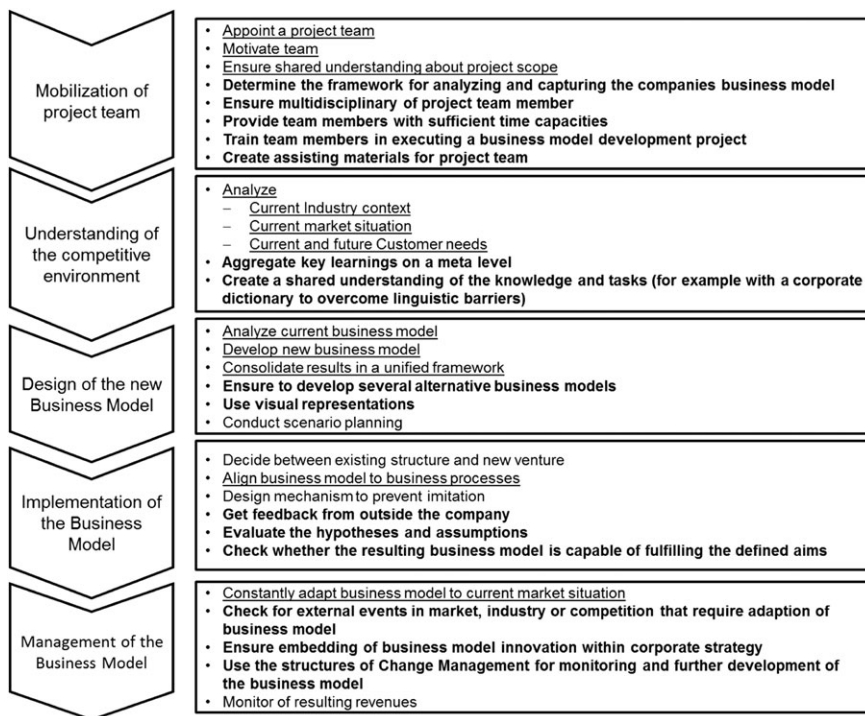 Mobilization of
project team
• Appoint a project team
• Motivate team
• Ensure shared understanding about project scope
• Determine the framework for analyzing and capturing the companies business model
• Ensure multidisciplinary of project team member
• Provide team members with sufficient time capacities
• Train team members in executing a business model development project
• Create assisting materials for project team
Understanding of
the competitive
environment
• Analyze
– Current Industry context
– Current market situation
– Current and future Customer needs
• Aggregate key learnings on a meta level
• Create a shared understanding of the knowledge and tasks (for example with a corporate
dictionary to overcome linguistic barriers)
Design of the new
Business Model
• Analyze current business model
• Develop new business model
• Consolidate results in a unified framework
• Ensure to develop several alternative business models
• Use visual representations
• Conduct scenario planning
Implementation of
the Business
Model
• Decide between existing structure and new venture
• Align business model to business processes
• Design mechanism to prevent imitation
• Get feedback from outside the company
• Evaluate the hypotheses and assumptions
• Check whether the resulting business model is capable of fulfilling the defined aims
Management of the
Business Model
• Constantly adapt business model to current market situation
• Check for external events in market, industry or competition that require adaption of
business model
• Ensure embedding of business model innovation within corporate strategy
• Use the structures of Change Management for monitoring and further development of
the business model
• Monitor of resulting revenues